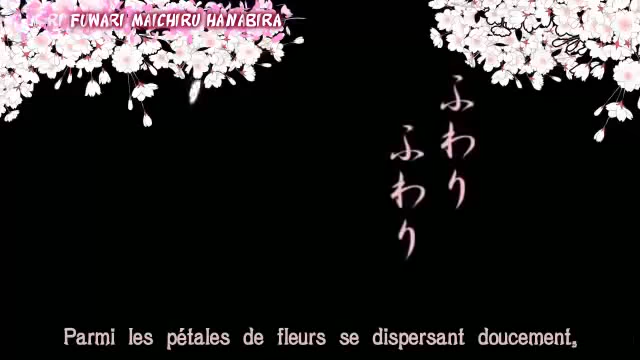 FUWARI MAICHIRU HANABIRA
ふわり
ふわり
Parmi les pétales de fleurs se dispersant doucement,